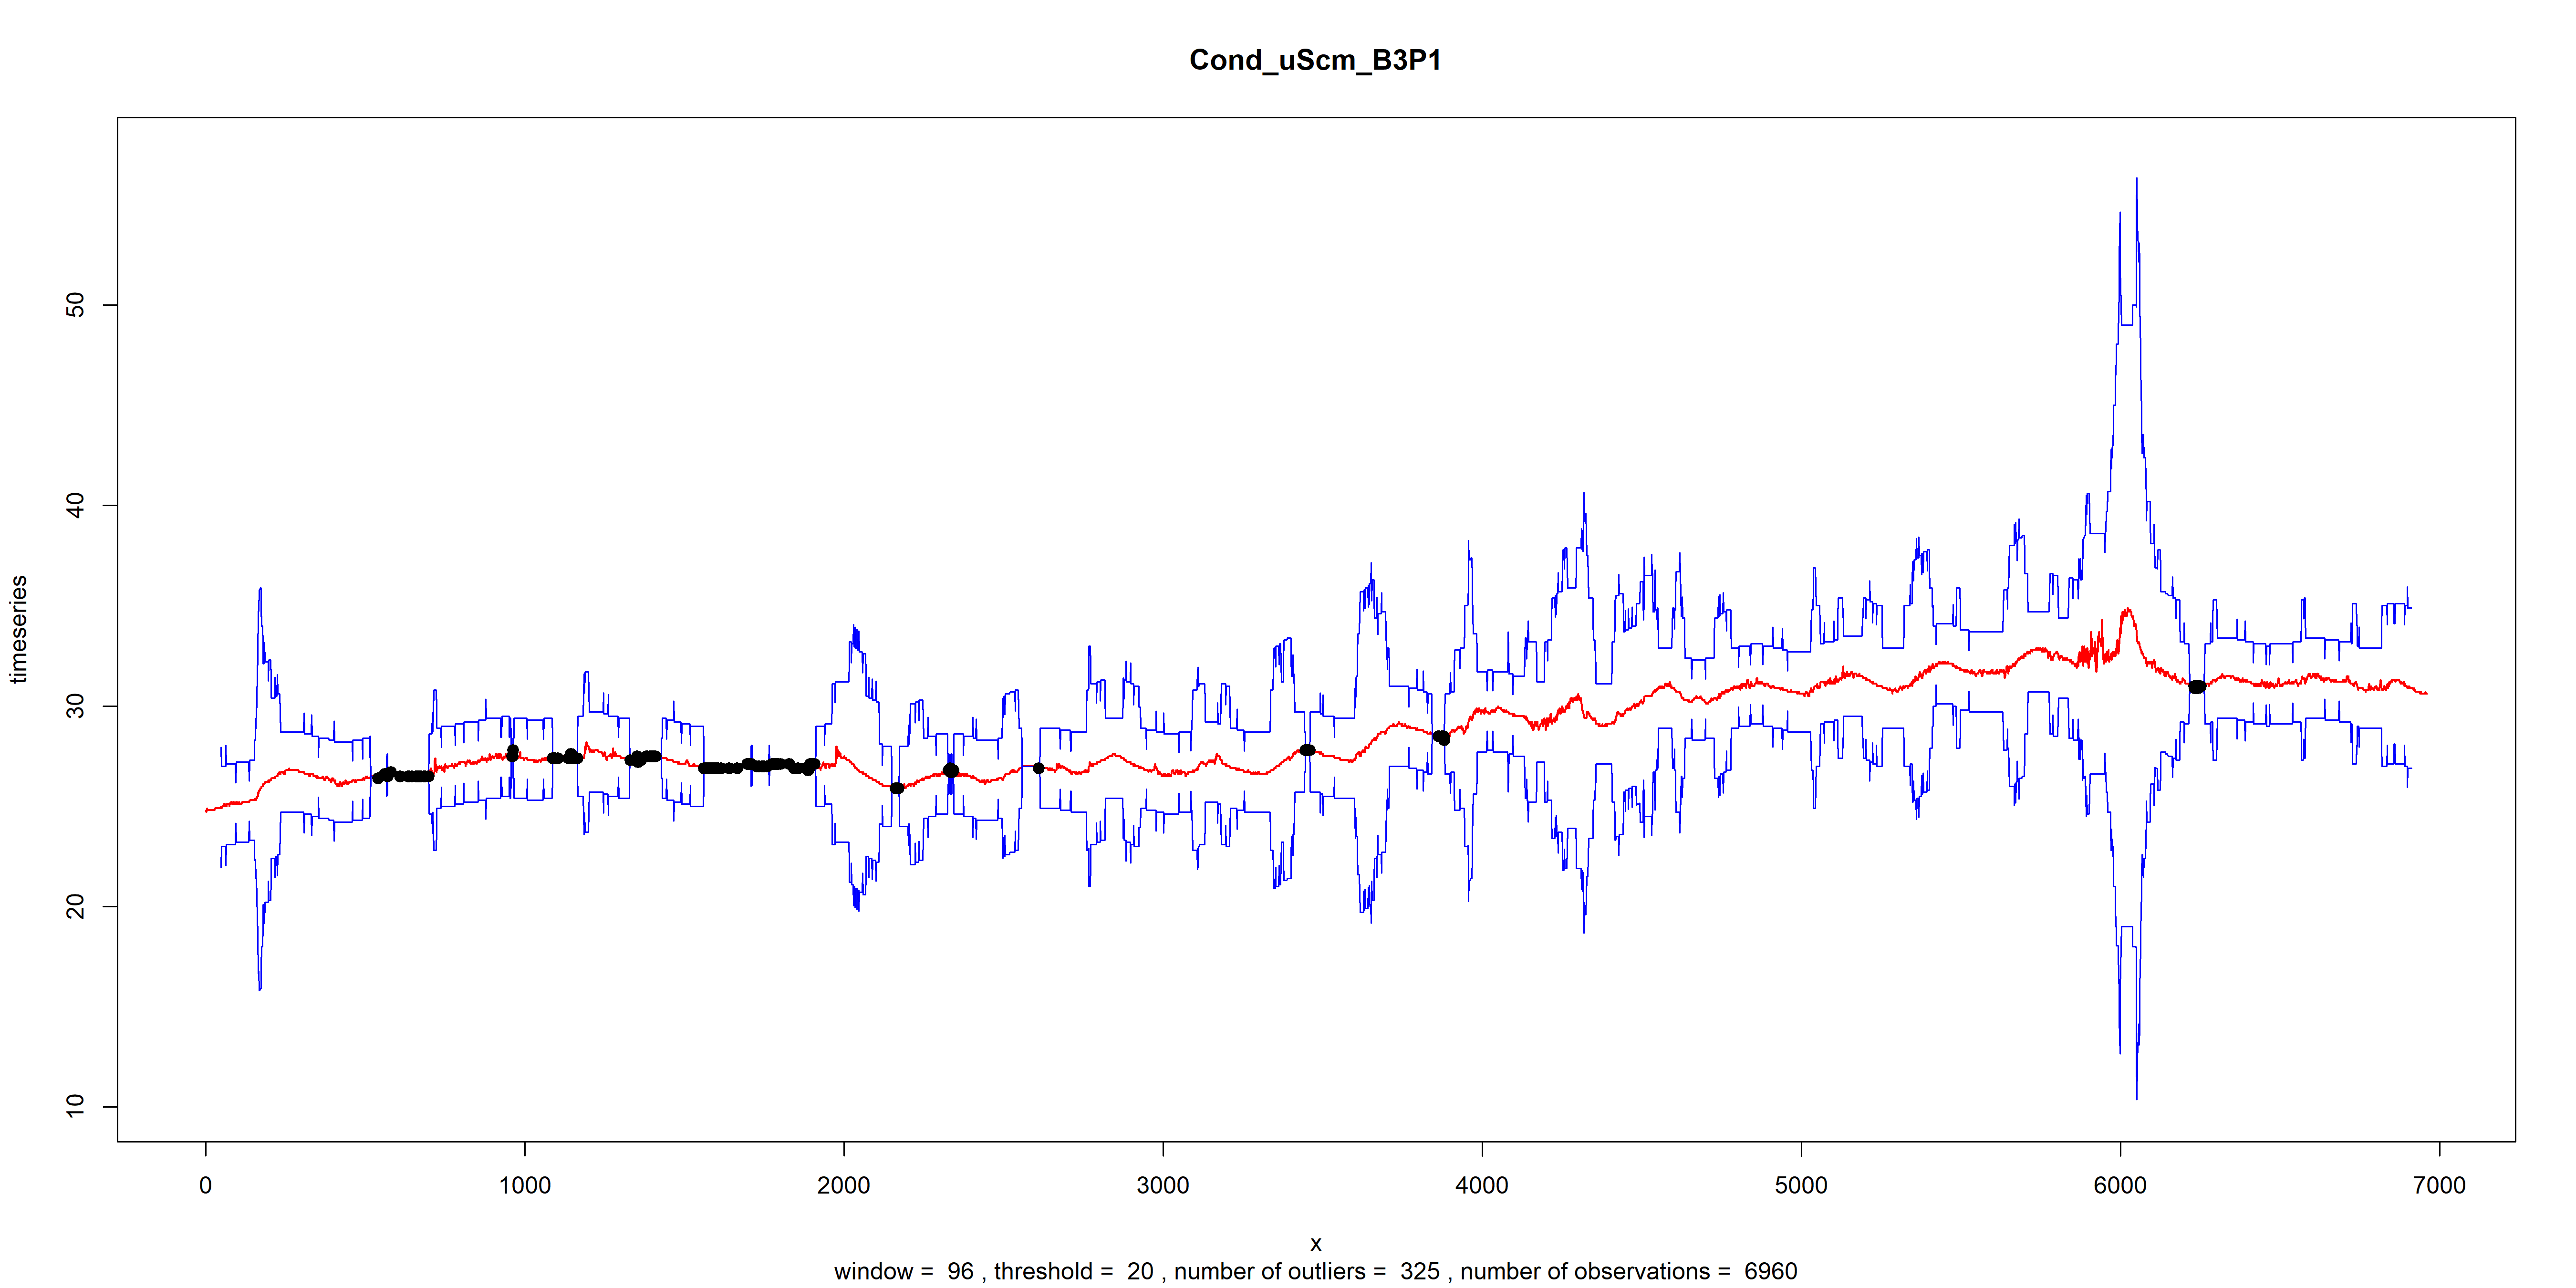 Cond_uScm_B3P1
timeseries
50
40
30
20
10
0 1000 2000 3000 4000 5000 6000 7000
x
window = 96 , threshold = 20 , number of outliers = 325 , number of observations = 6960